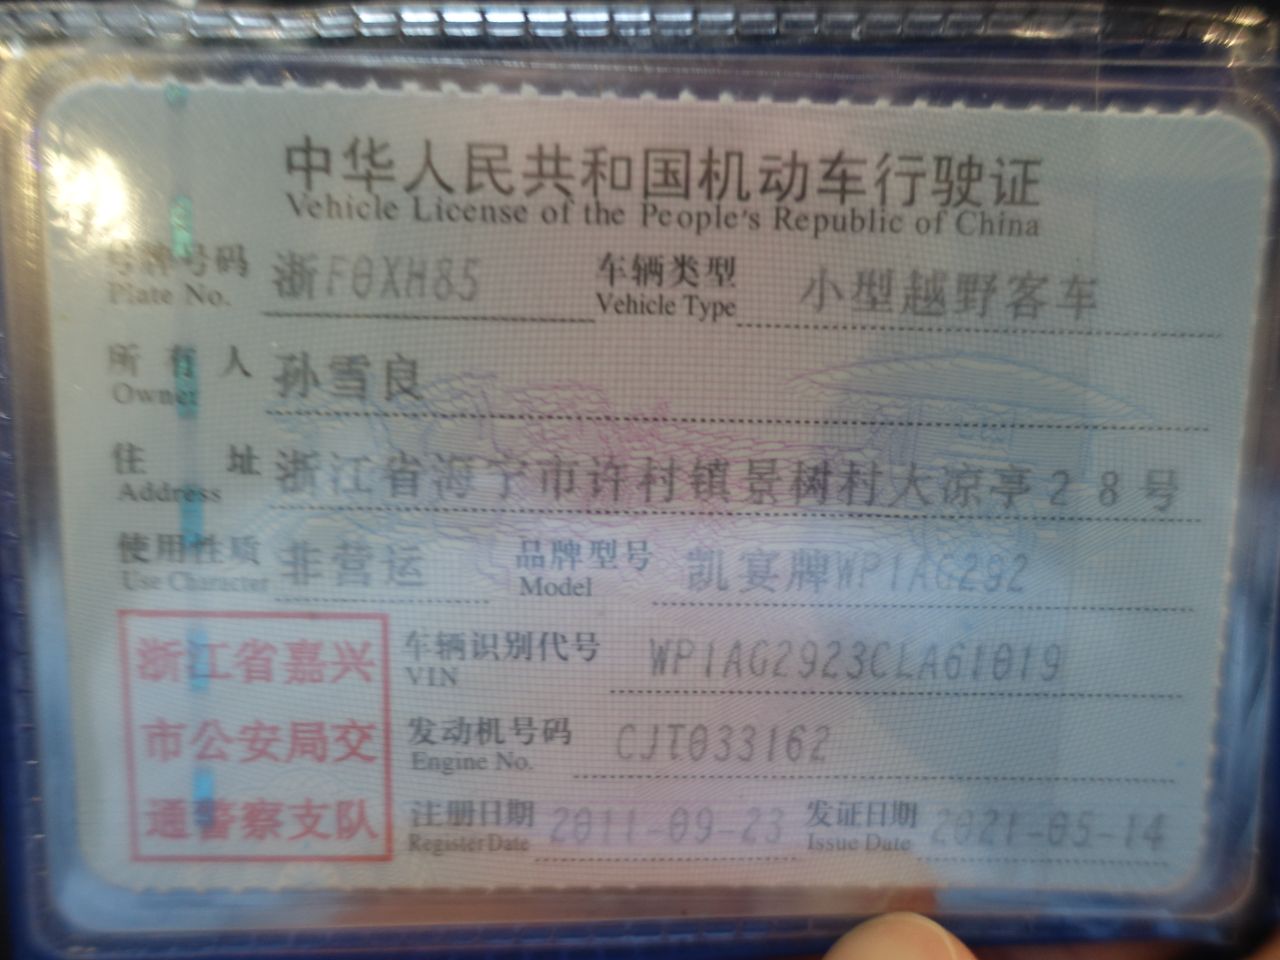 中华人民共和国机动车行驶证
Vehicle License of the People's Republic of China
号牌号码 浙F0XH85 车辆类型 小型越野客车
Plate No. Vehicle Type
所有人 孙雪良
Owner
住址 浙江省海宁市许村镇景树村大凉亭28号
Address
使用性质 非营运 品牌型号 凯宴牌WP1AG292
Use Character Model
浙江省嘉兴
市公安局交
通警察支队
车辆识别代号 WP1AG2923CLA61019
VIN
发动机号码 CJT033162
Engine No.
注册日期 2011-09-23 发证日期 2021-05-14
Register Date Issue Date